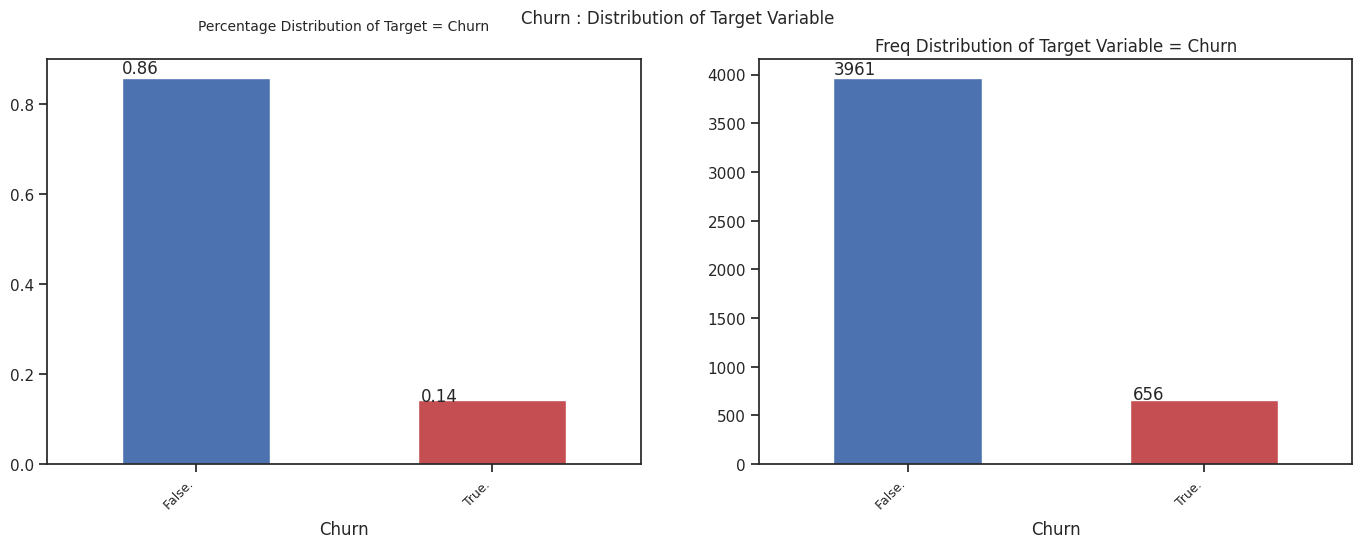 Churn : Distribution of Target Variable
Percentage Distribution of Target = Churn
0.86
0.14
0.8
0.6
0.4
0.2
0.0
False.
True.
Churn
Freq Distribution of Target Variable = Churn
3961
656
4000
3500
3000
2500
2000
1500
1000
500
0
False.
True.
Churn